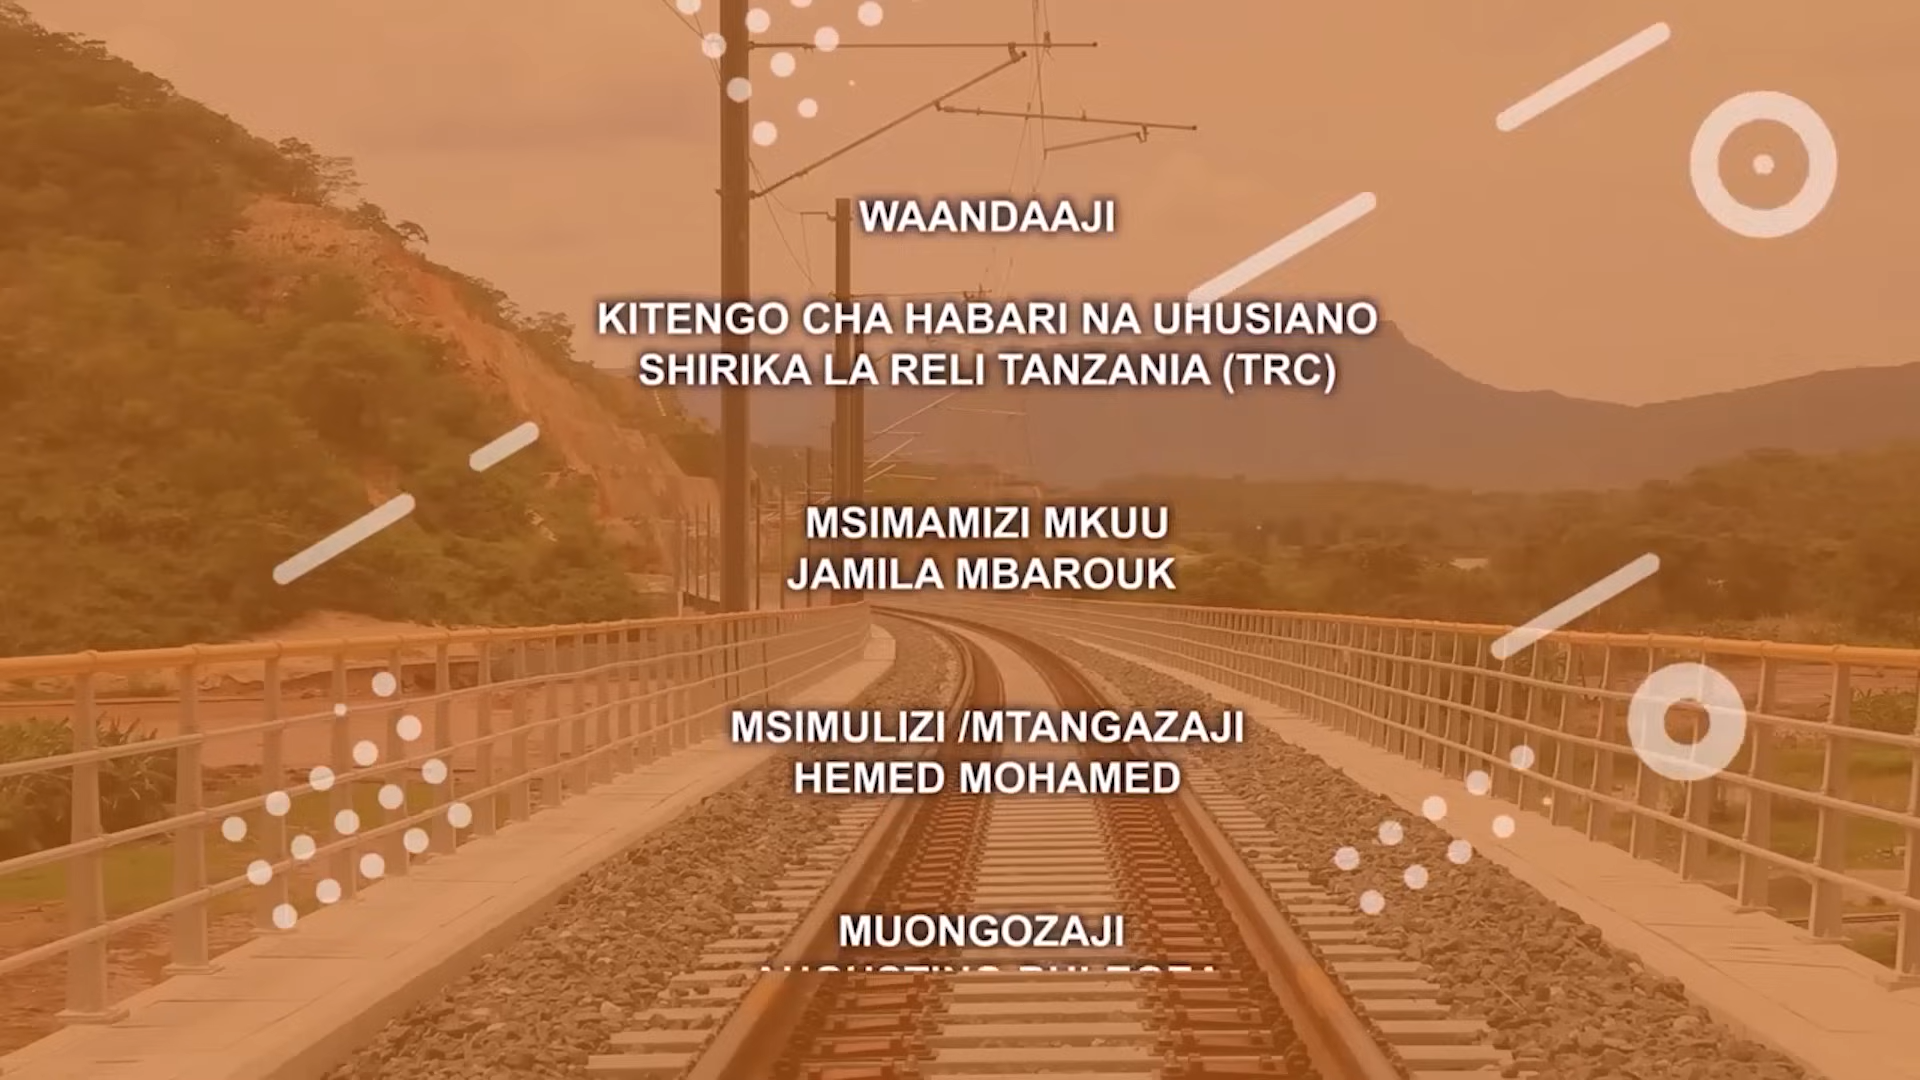 WAANDAAJI
KITENGO CHA HABARI NA UHUSIANO
SHIRIKA LA RELI TANZANIA (TRC)
MSIMAMIZI MKUU
JAMILA MBAROUK
MSIMULIZI /MTANGAZAJI
HEMED MOHAMED
MUONGOZAJI